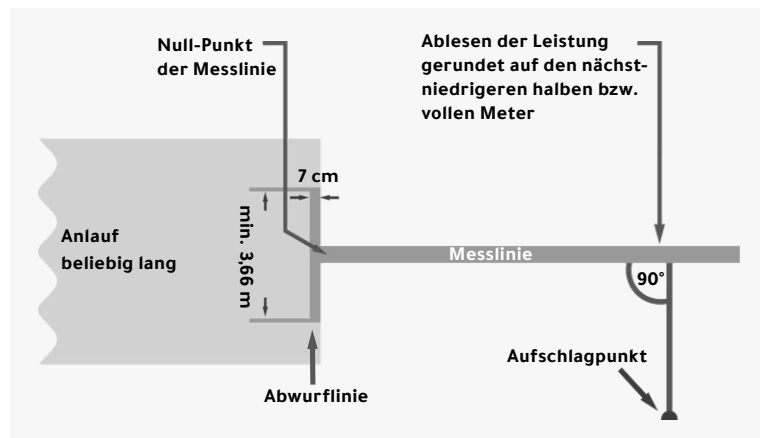 Null-Punkt
der Messlinie
Ablesen der Leistung
gerundet auf den nächst-
niedrigeren halben bzw.
vollen Meter
7 cm
min. 3,66 m
Anlauf
beliebig lang
Messlinie
90°
Aufschlagpunkt
Abwurflinie